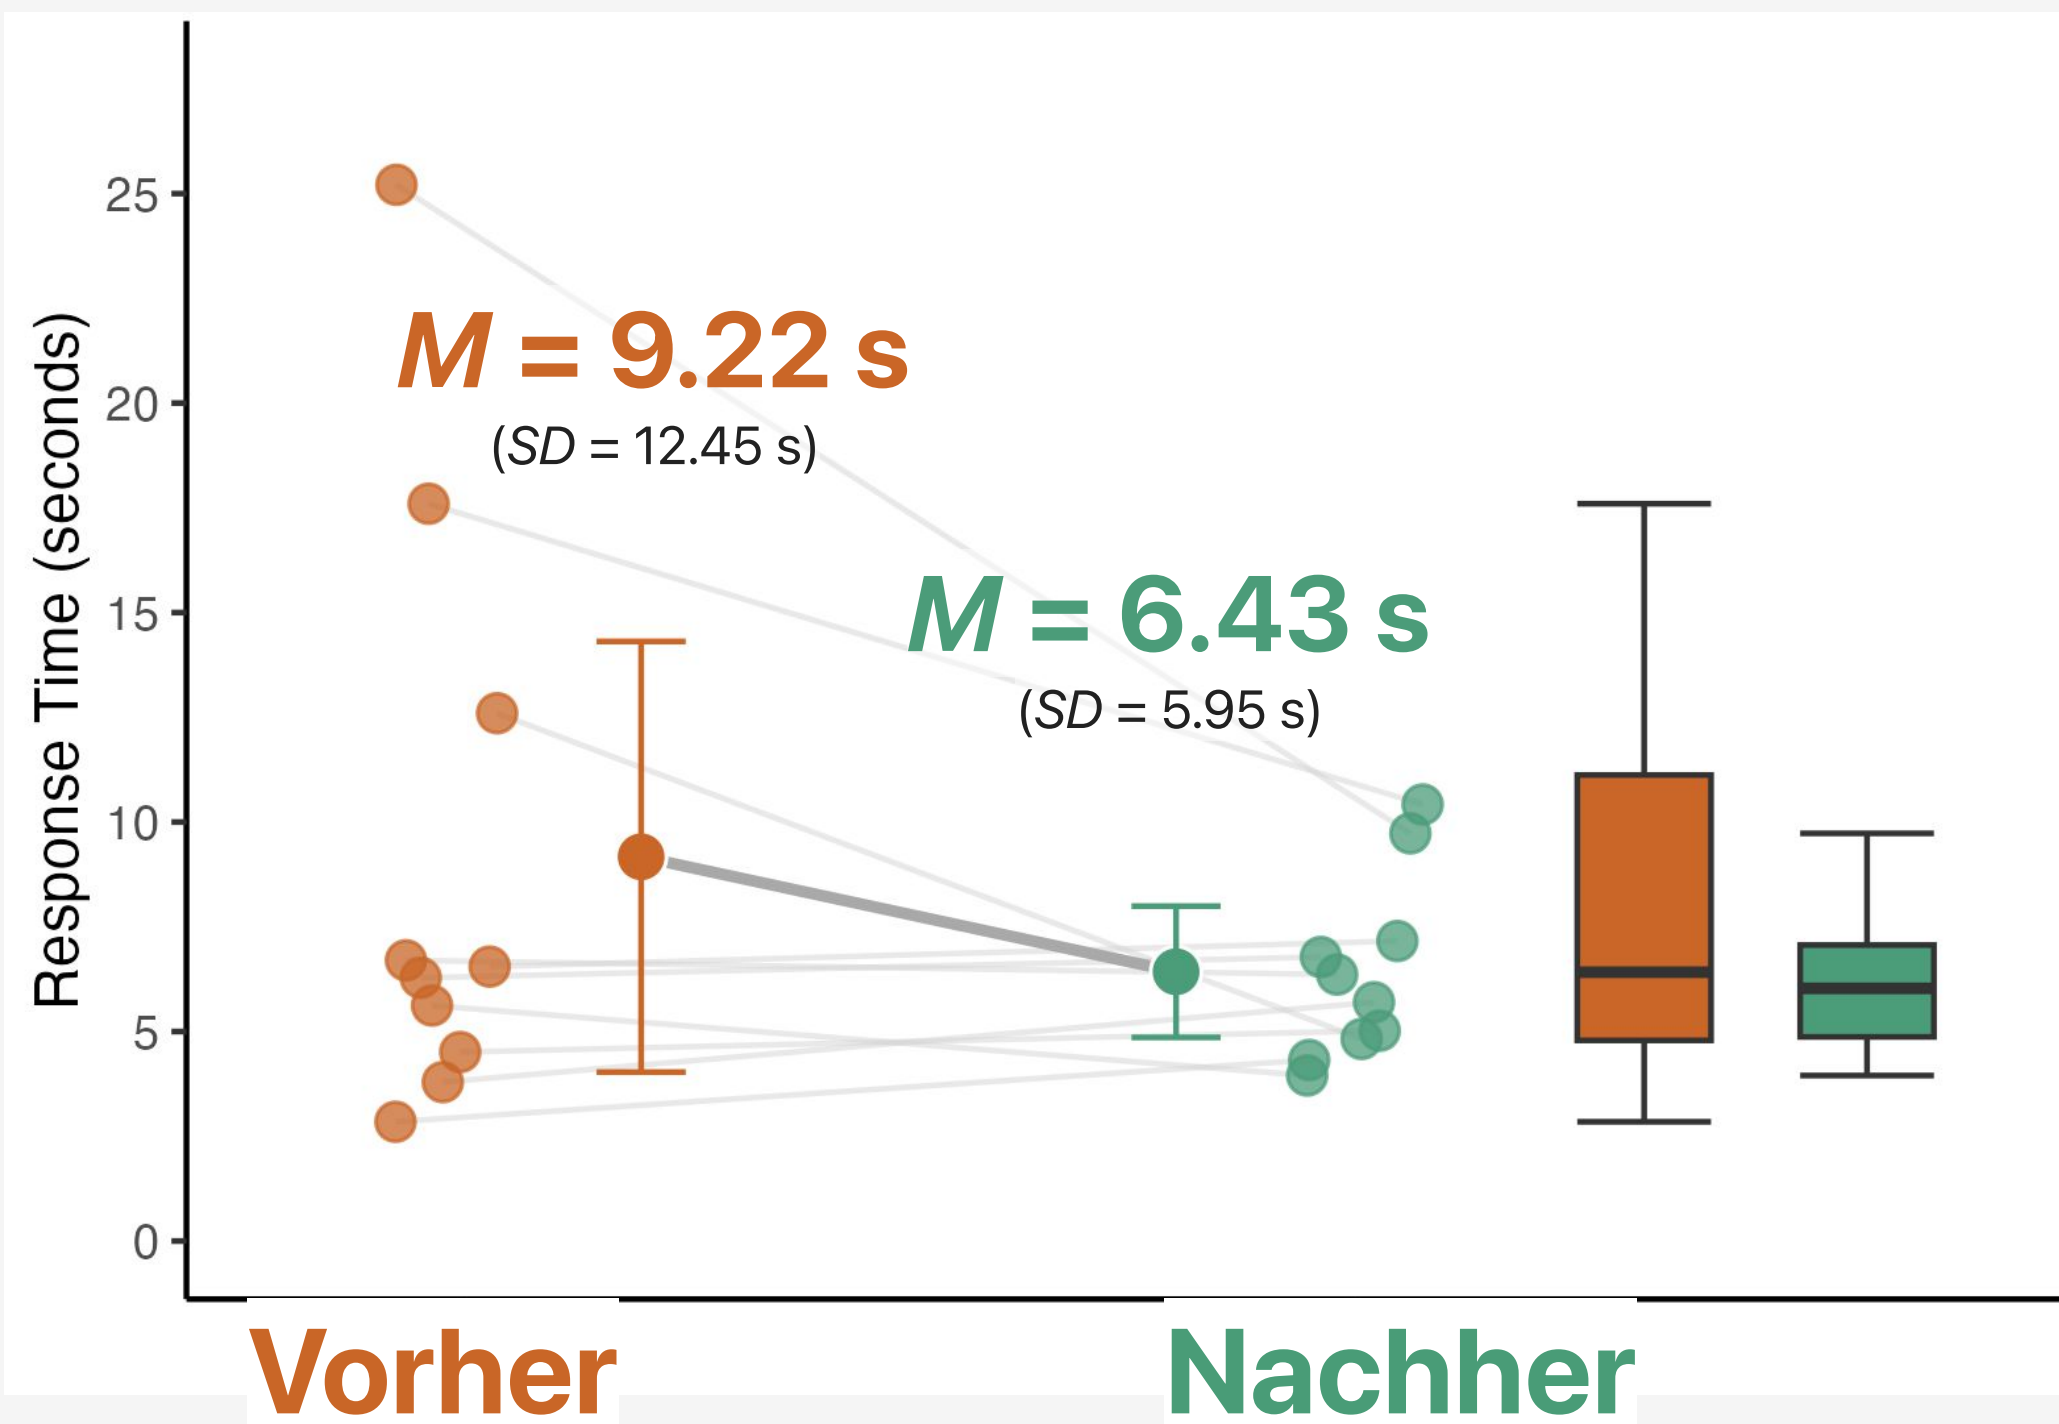 Response Time (seconds)
25
20
15
10
5
0
M = 9.22 s
(SD = 12.45 s)
M = 6.43 s
(SD = 5.95 s)
Vorher
Nachher